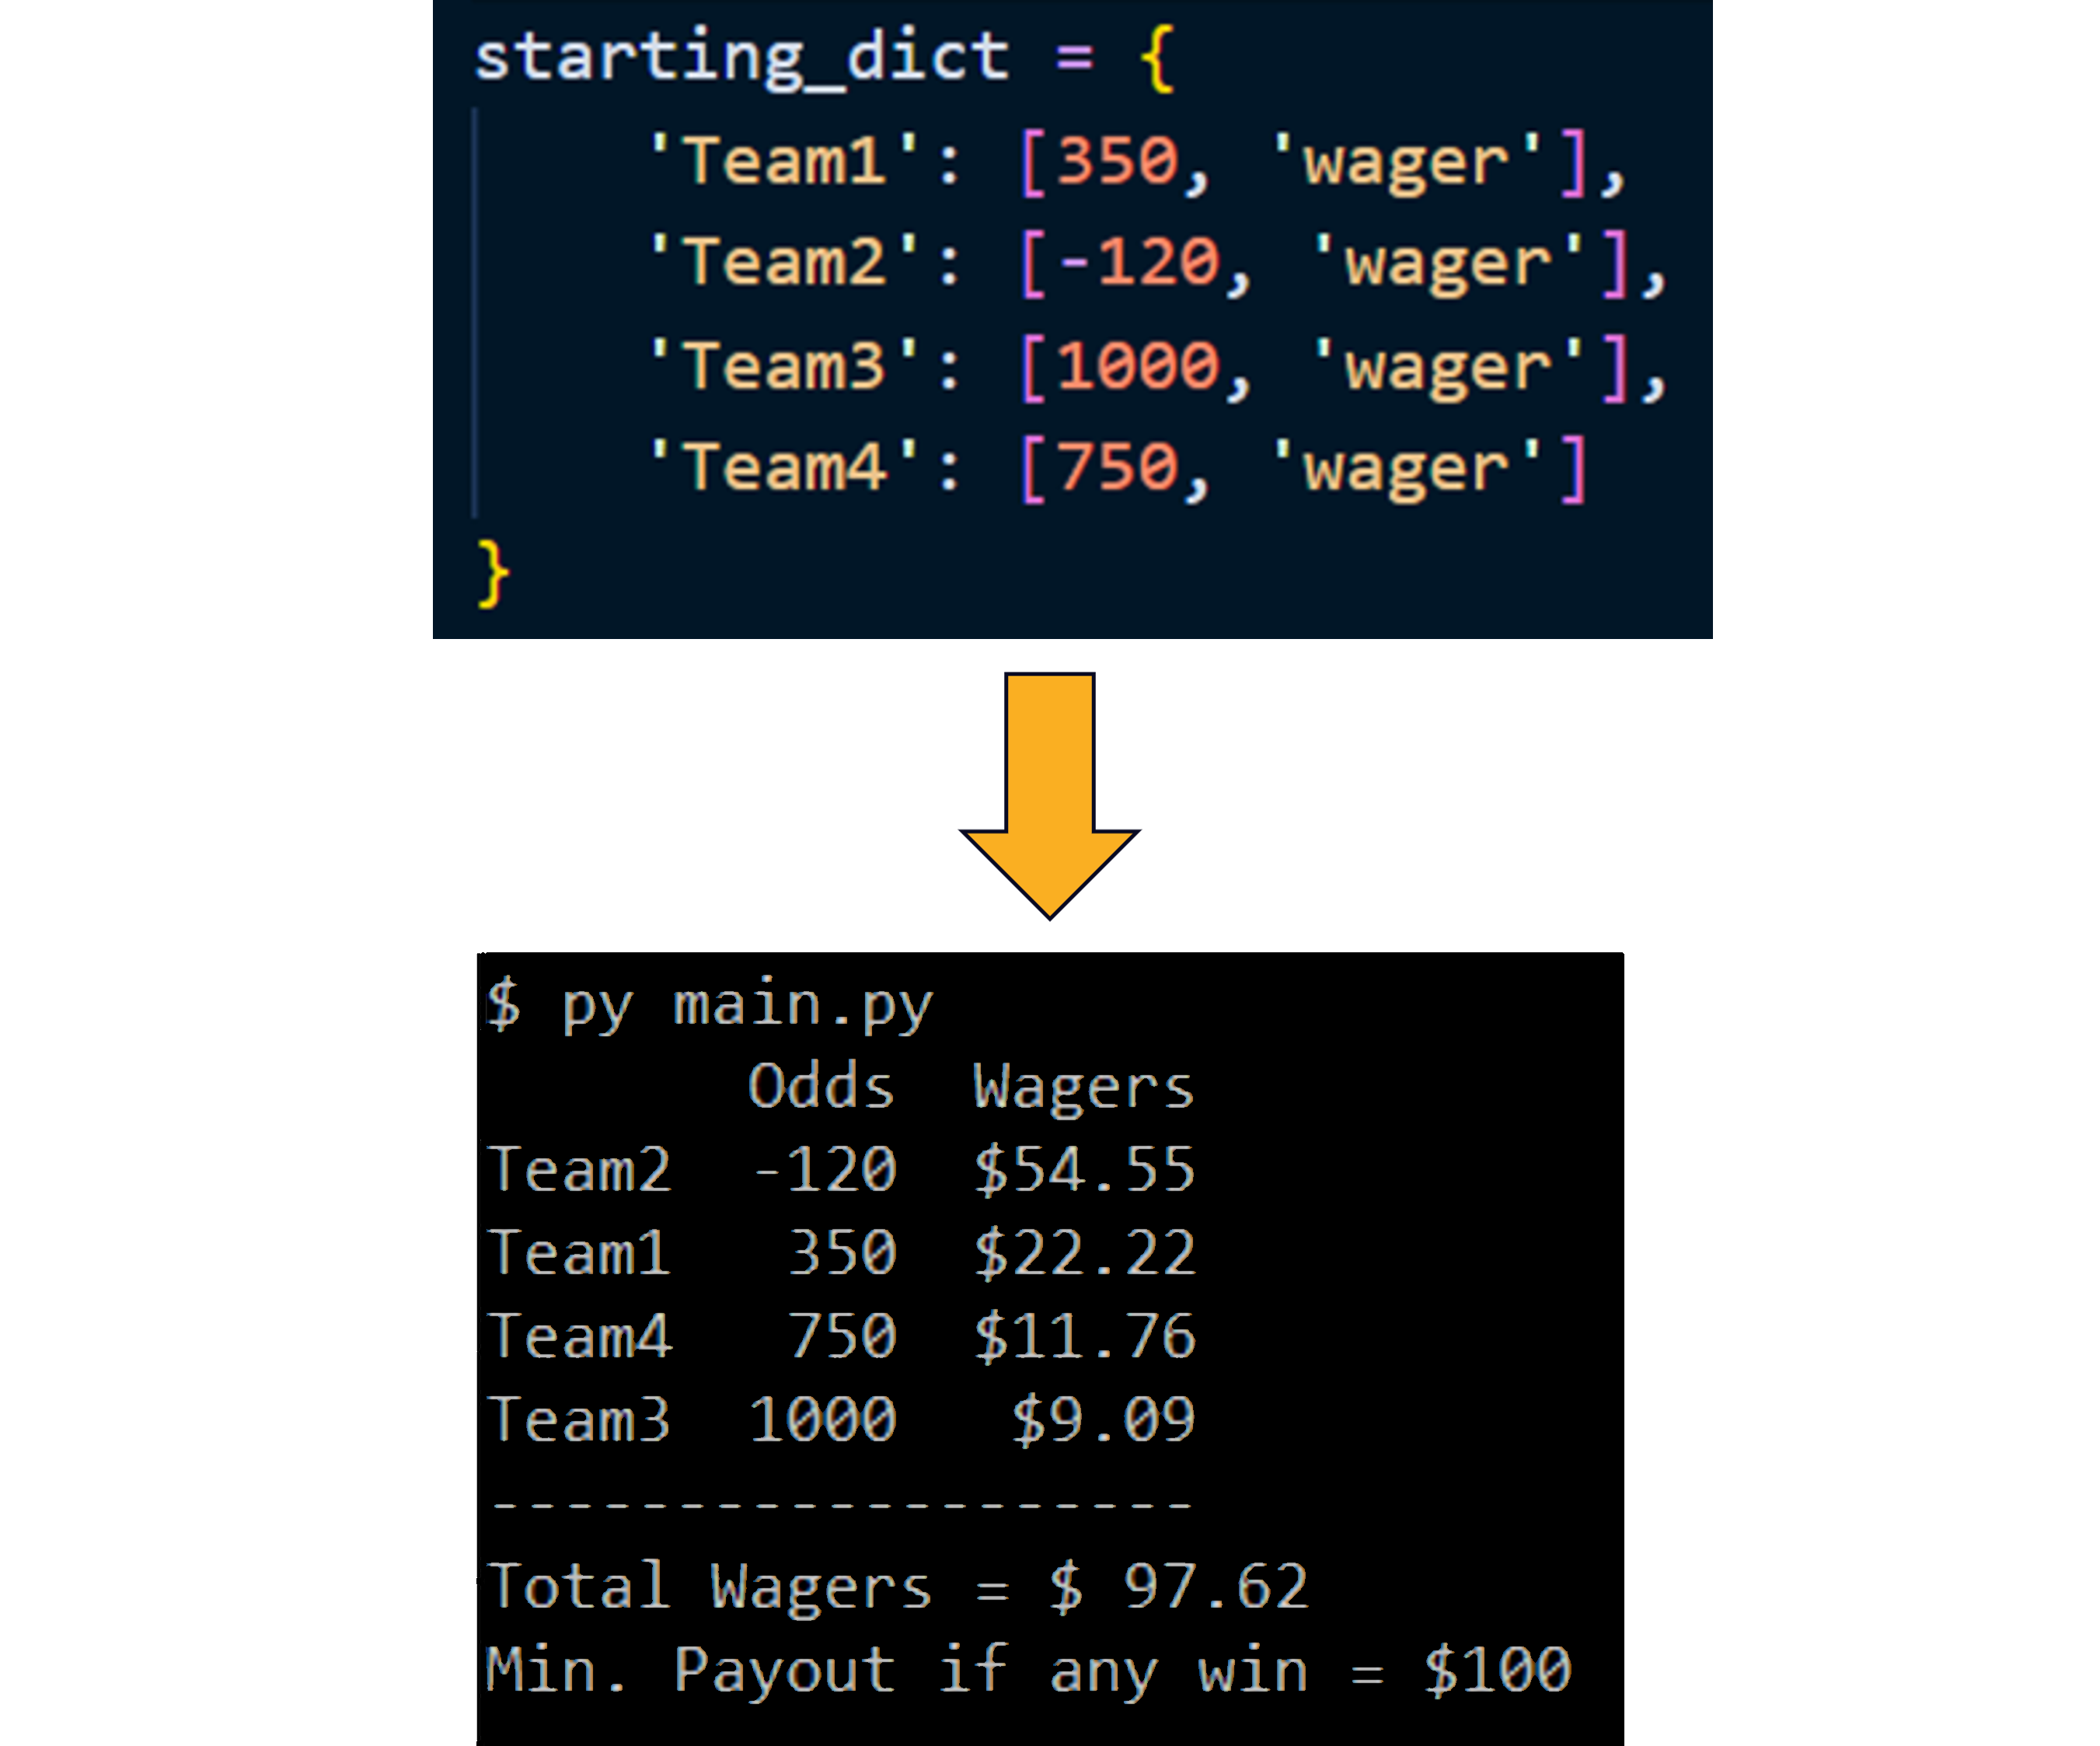 starting_dict = {
    'Team1': [350, 'wager'],
    'Team2': [-120, 'wager'],
    'Team3': [1000, 'wager'],
    'Team4': [750, 'wager']
}
$ py main.py
       Odds  Wagers
Team2  -120  $54.55
Team1   350  $22.22
Team4   750  $11.76
Team3  1000   $9.09
-------------------
Total Wagers = $ 97.62
Min. Payout if any win = $100